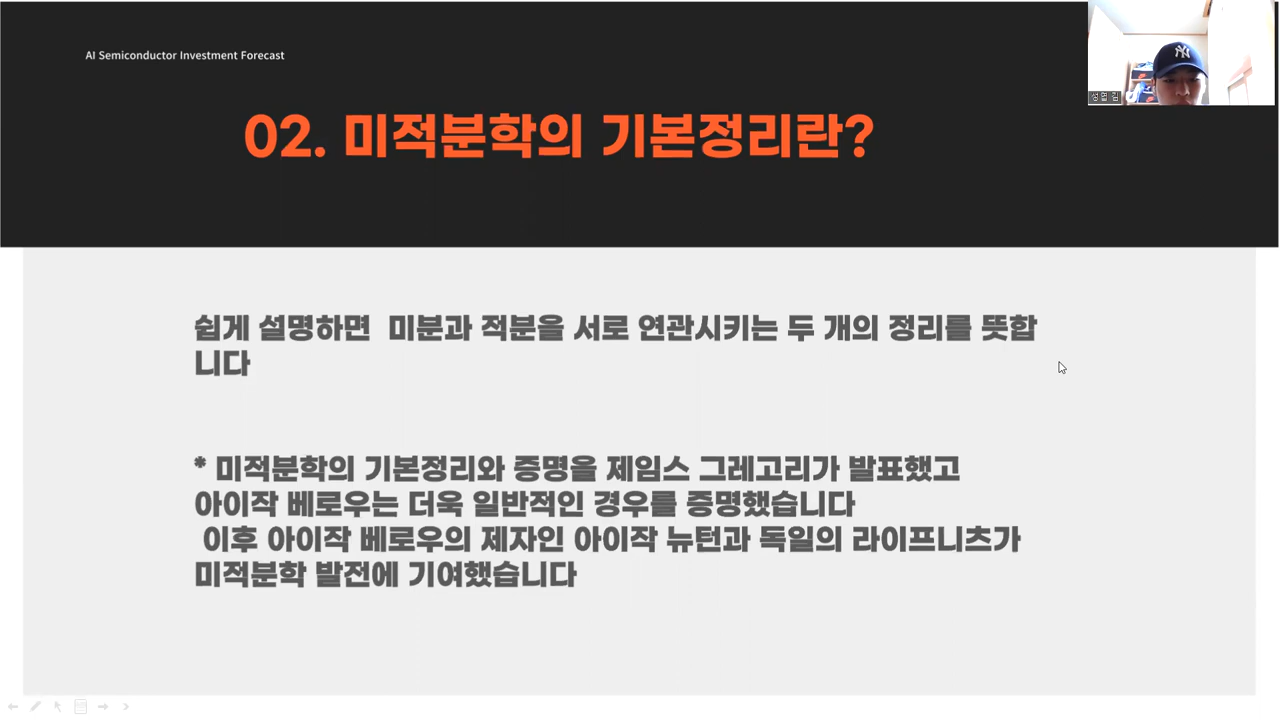 AI Semiconductor Investment Forecast
02. 미적분학의 기본정리란?
쉽게 설명하면  미분과 적분을 서로 연관시키는 두 개의 정리를 뜻합
니다
* 미적분학의 기본정리와 증명을 제임스 그레고리가 발표했고
아이작 베로우는 더욱 일반적인 경우를 증명했습니다
이후 아이작 베로우의 제자인 아이작 뉴턴과 독일의 라이프니츠가
미적분학 발전에 기여했습니다
NY